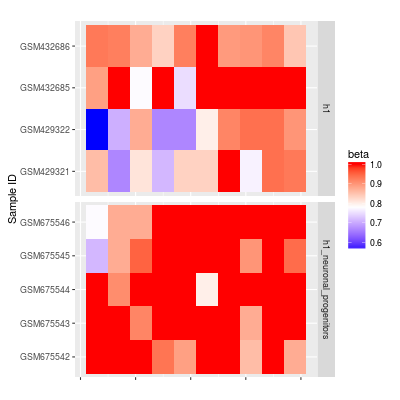 GSM432686
GSM432685
GSM429322
GSM429321
h1
GSM675546
GSM675545
GSM675544
GSM675543
GSM675542
h1_neuronal_progenitors
Sample ID
beta
1.0
0.9
0.8
0.7
0.6